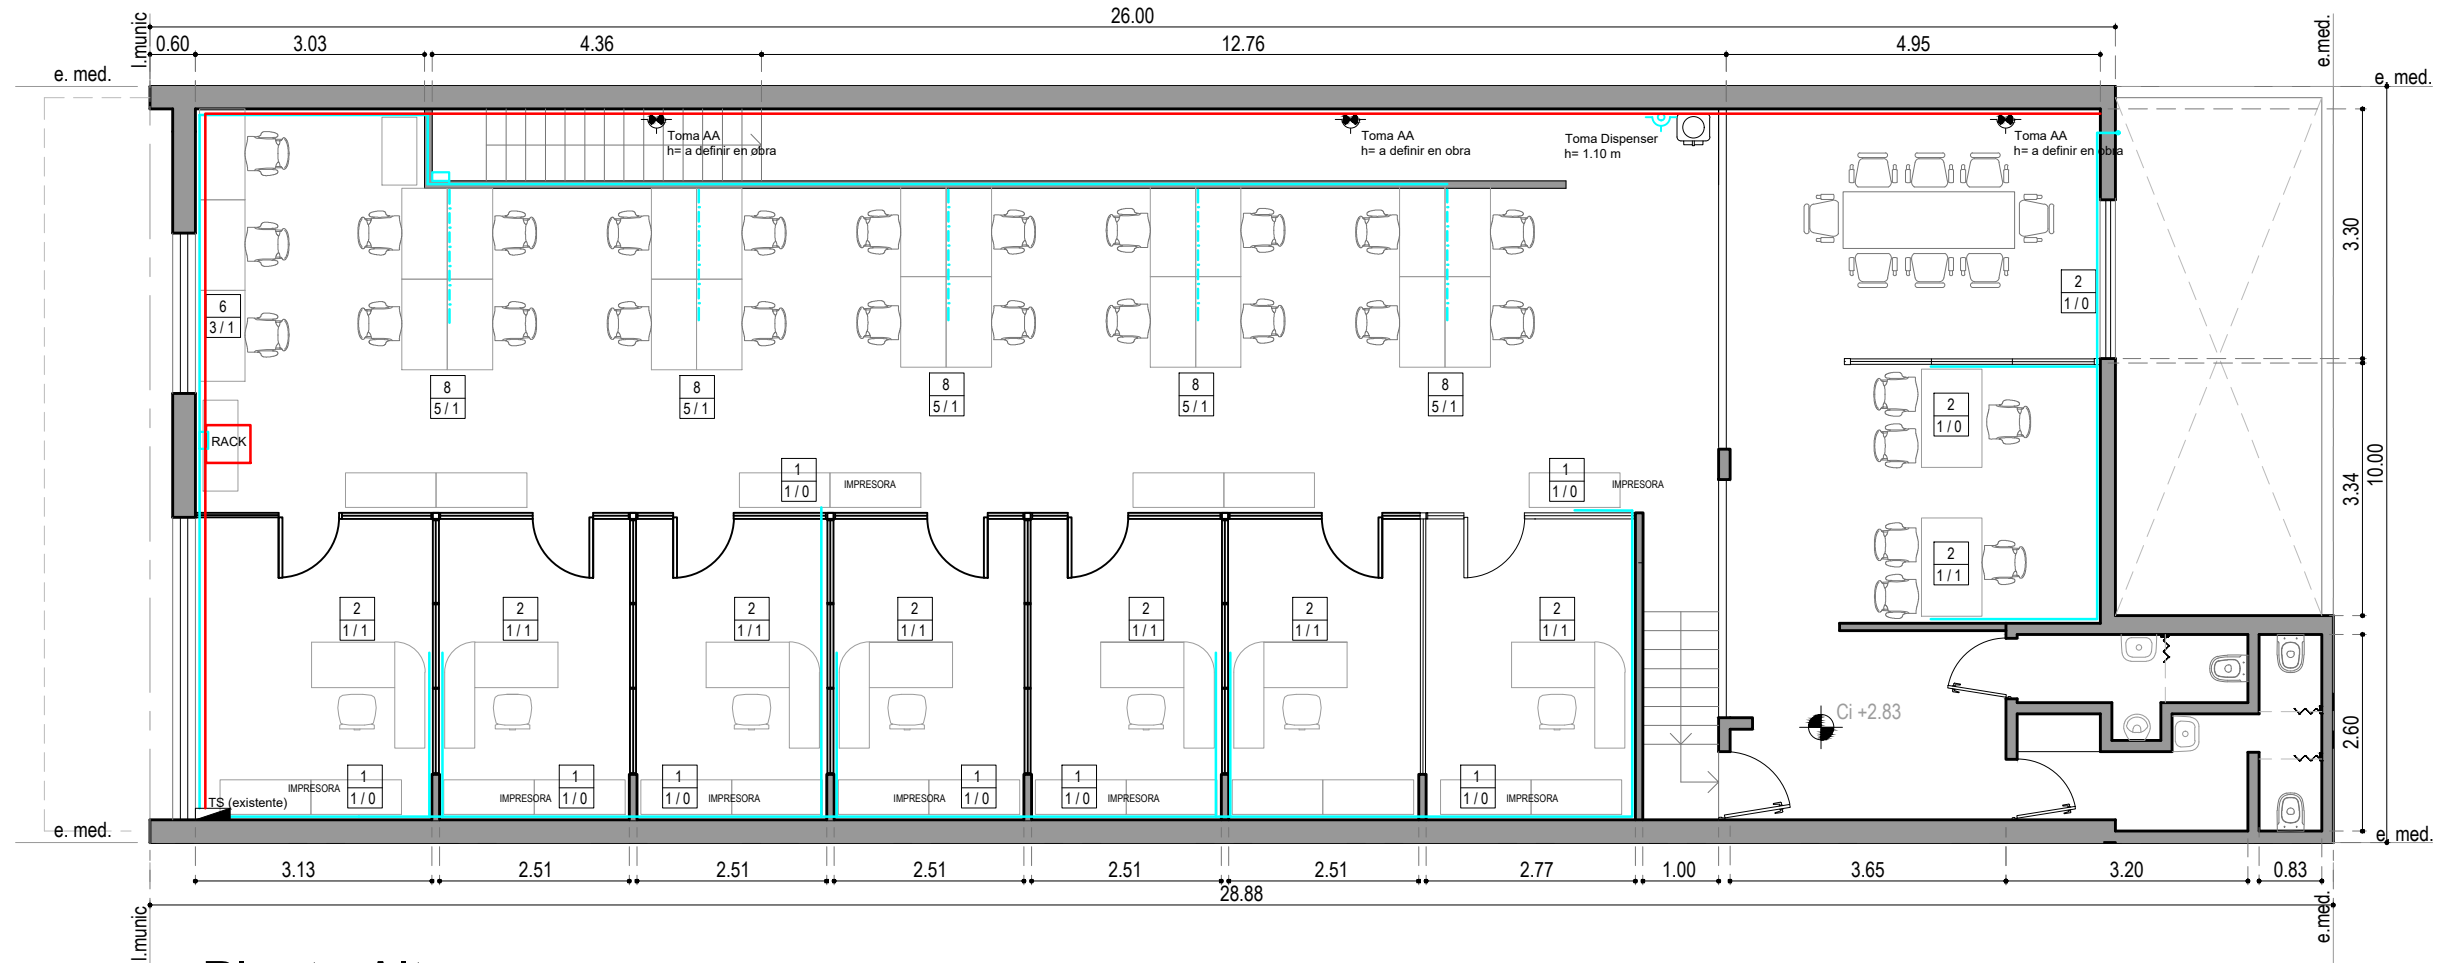 26.00
0.60 3.03 4.36 12.76 4.95
l.munic
e.med.
e. med.
e. med.
Toma AA
h= a definir en obra
Toma AA
h= a definir en obra
Toma Dispenser
h= 1.10 m
Toma AA
h= a definir en obra
3.30
2
1 / 0
6
3 / 1
8
5 / 1
8
5 / 1
8
5 / 1
8
5 / 1
8
5 / 1
2
1 / 0
RACK
3.34
10.00
1
1 / 0
IMPRESORA
1
1 / 0
IMPRESORA
2
1 / 1
2
1 / 1
2
1 / 1
2
1 / 1
2
1 / 1
2
1 / 1
2
1 / 1
2
1 / 1
Ci +2.83
2.60
IMPRESORA
1
1 / 0
IMPRESORA
1
1 / 0
1
1 / 0
IMPRESORA
IMPRESORA
1
1 / 0
1
1 / 0
IMPRESORA
1
1 / 0
IMPRESORA
TS (existente)
e. med.
e. med.
3.13 2.51 2.51 2.51 2.51 2.51 2.77 1.00 3.65 3.20 0.83
28.88
l.munic
e.med.